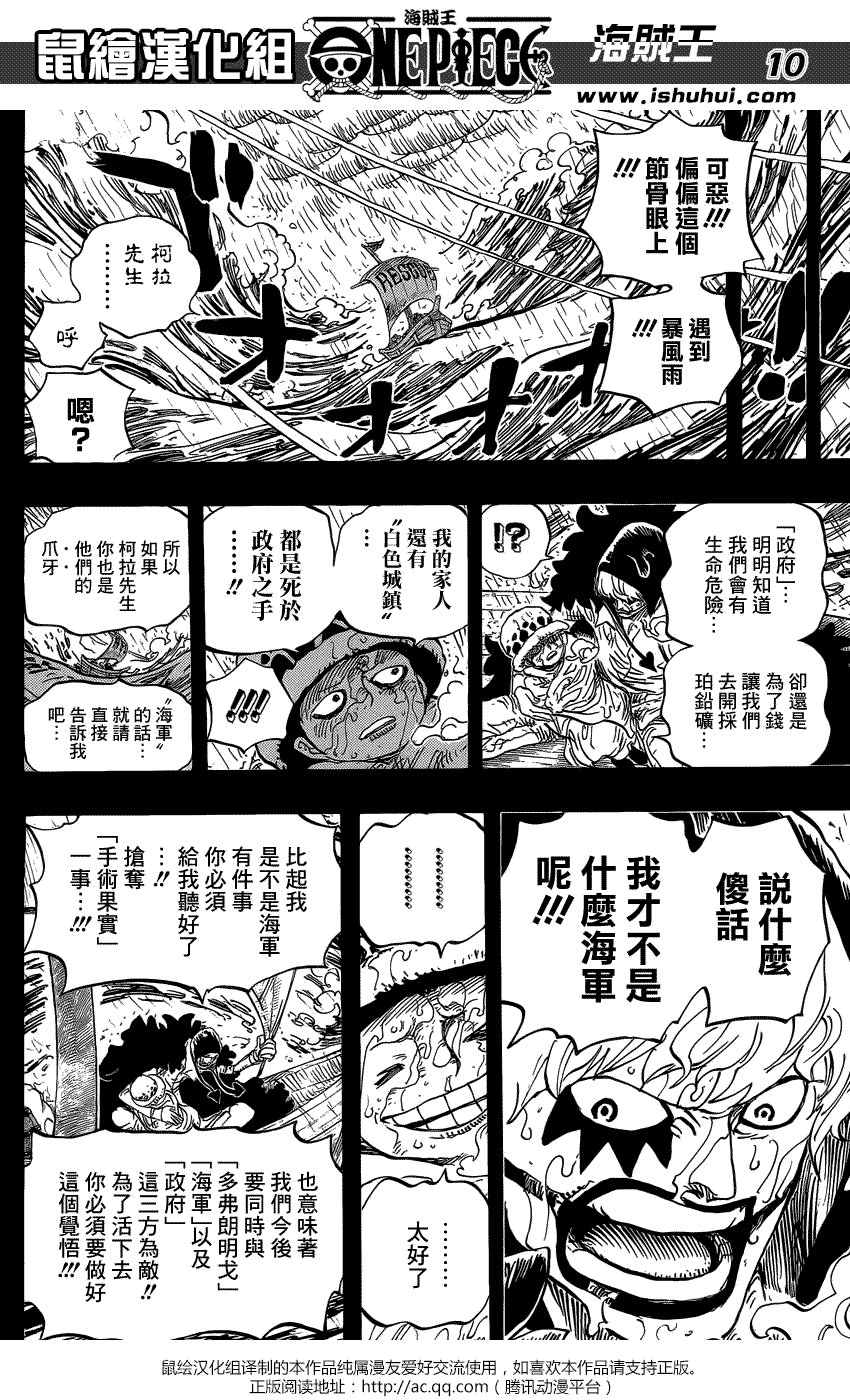 鼠繪漢化組
海賊王
ONE PIECE
海賊王
10
www.ishuhui.com
可惡!!!
偏偏這個
節骨眼上
!!!
遇到
暴風雨
!!!
RESCUE
柯拉
先生
………
呼
嗯?
「政府」…
明明知道
我們會有
生命危險…
卻還是
為了錢
讓我們
去開採
珀鉛礦…
!?
我的家人
還有
“白色城鎮”
…
都是死於
政府之手
……!!
!!!
所以
如果
柯拉先生
你也是
他們的
爪牙
“海軍”
的話…
就請
直接
告訴我
吧…
說什麼
傻話
我才不是
什麼海軍
呢!!!
………
………
………
太好了
比起我
是不是海軍
有件事
你必須
給我聽好了
…!!
搶奪
「手術果實」
一事…!!!
也意味著
我們今後
要同時與
「多弗朗明戈」
「海軍」以及
「政府」
這三方為敵!!
為了活下去
你必須要做好
這個覺悟!!!
鼠绘汉化组译制的本作品纯属漫友爱好交流使用，如喜欢本作品请支持正版。
正版阅读地址：http://ac.qq.com（腾讯动漫平台）